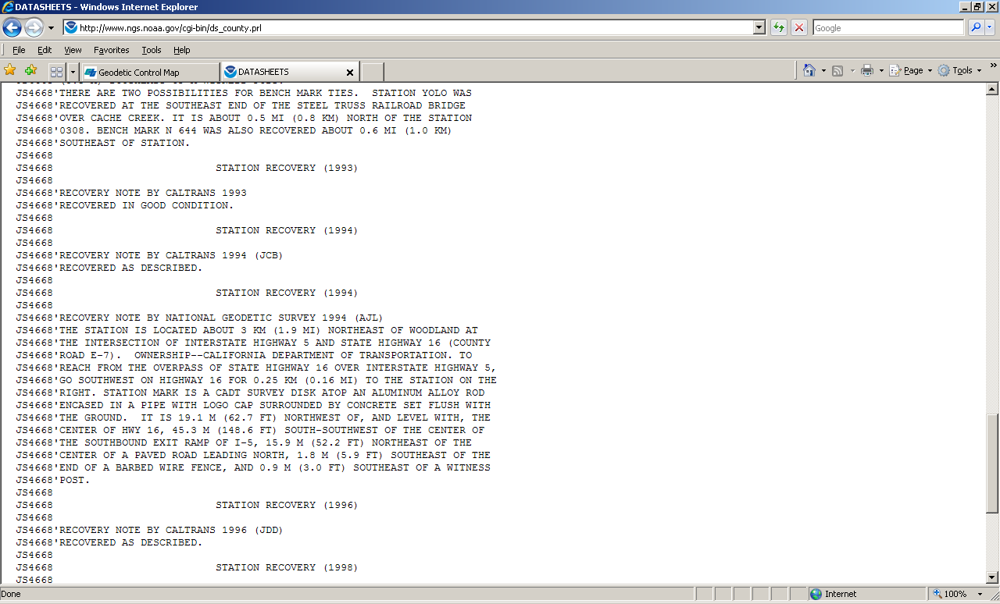 DATASHEETS - Windows Internet Explorer
http://www.ngs.noaa.gov/cgi-bin/ds_county.prl
Google
File Edit View Favorites Tools Help
Geodetic Control Map
DATASHEETS
Page
Tools
JS4668'THERE ARE TWO POSSIBILITIES FOR BENCH MARK TIES.  STATION YOLO WAS
JS4668'RECOVERED AT THE SOUTHEAST END OF THE STEEL TRUSS RAILROAD BRIDGE
JS4668'OVER CACHE CREEK. IT IS ABOUT 0.5 MI (0.8 KM) NORTH OF THE STATION
JS4668'0308. BENCH MARK N 644 WAS ALSO RECOVERED ABOUT 0.6 MI (1.0 KM)
JS4668'SOUTHEAST OF STATION.
JS4668
JS4668                          STATION RECOVERY (1993)
JS4668
JS4668'RECOVERY NOTE BY CALTRANS 1993
JS4668'RECOVERED IN GOOD CONDITION.
JS4668
JS4668                          STATION RECOVERY (1994)
JS4668
JS4668'RECOVERY NOTE BY CALTRANS 1994 (JCB)
JS4668'RECOVERED AS DESCRIBED.
JS4668
JS4668                          STATION RECOVERY (1994)
JS4668
JS4668'RECOVERY NOTE BY NATIONAL GEODETIC SURVEY 1994 (AJL)
JS4668'THE STATION IS LOCATED ABOUT 3 KM (1.9 MI) NORTHEAST OF WOODLAND AT
JS4668'THE INTERSECTION OF INTERSTATE HIGHWAY 5 AND STATE HIGHWAY 16 (COUNTY
JS4668'ROAD E-7).  OWNERSHIP--CALIFORNIA DEPARTMENT OF TRANSPORTATION. TO
JS4668'REACH FROM THE OVERPASS OF STATE HIGHWAY 16 OVER INTERSTATE HIGHWAY 5,
JS4668'GO SOUTHWEST ON HIGHWAY 16 FOR 0.25 KM (0.16 MI) TO THE STATION ON THE
JS4668'RIGHT. STATION MARK IS A CADT SURVEY DISK ATOP AN ALUMINUM ALLOY ROD
JS4668'ENCASED IN A PIPE WITH LOGO CAP SURROUNDED BY CONCRETE SET FLUSH WITH
JS4668'THE GROUND.  IT IS 19.1 M (62.7 FT) NORTHWEST OF, AND LEVEL WITH, THE
JS4668'CENTER OF HWY 16, 45.3 M (148.6 FT) SOUTH-SOUTHWEST OF THE CENTER OF
JS4668'THE SOUTHBOUND EXIT RAMP OF I-5, 15.9 M (52.2 FT) NORTHEAST OF THE
JS4668'CENTER OF A PAVED ROAD LEADING NORTH, 1.8 M (5.9 FT) SOUTHEAST OF THE
JS4668'END OF A BARBED WIRE FENCE, AND 0.9 M (3.0 FT) SOUTHEAST OF A WITNESS
JS4668'POST.
JS4668
JS4668                          STATION RECOVERY (1996)
JS4668
JS4668'RECOVERY NOTE BY CALTRANS 1996 (JDD)
JS4668'RECOVERED AS DESCRIBED.
JS4668
JS4668                          STATION RECOVERY (1998)
JS4668
Done
Internet
100%